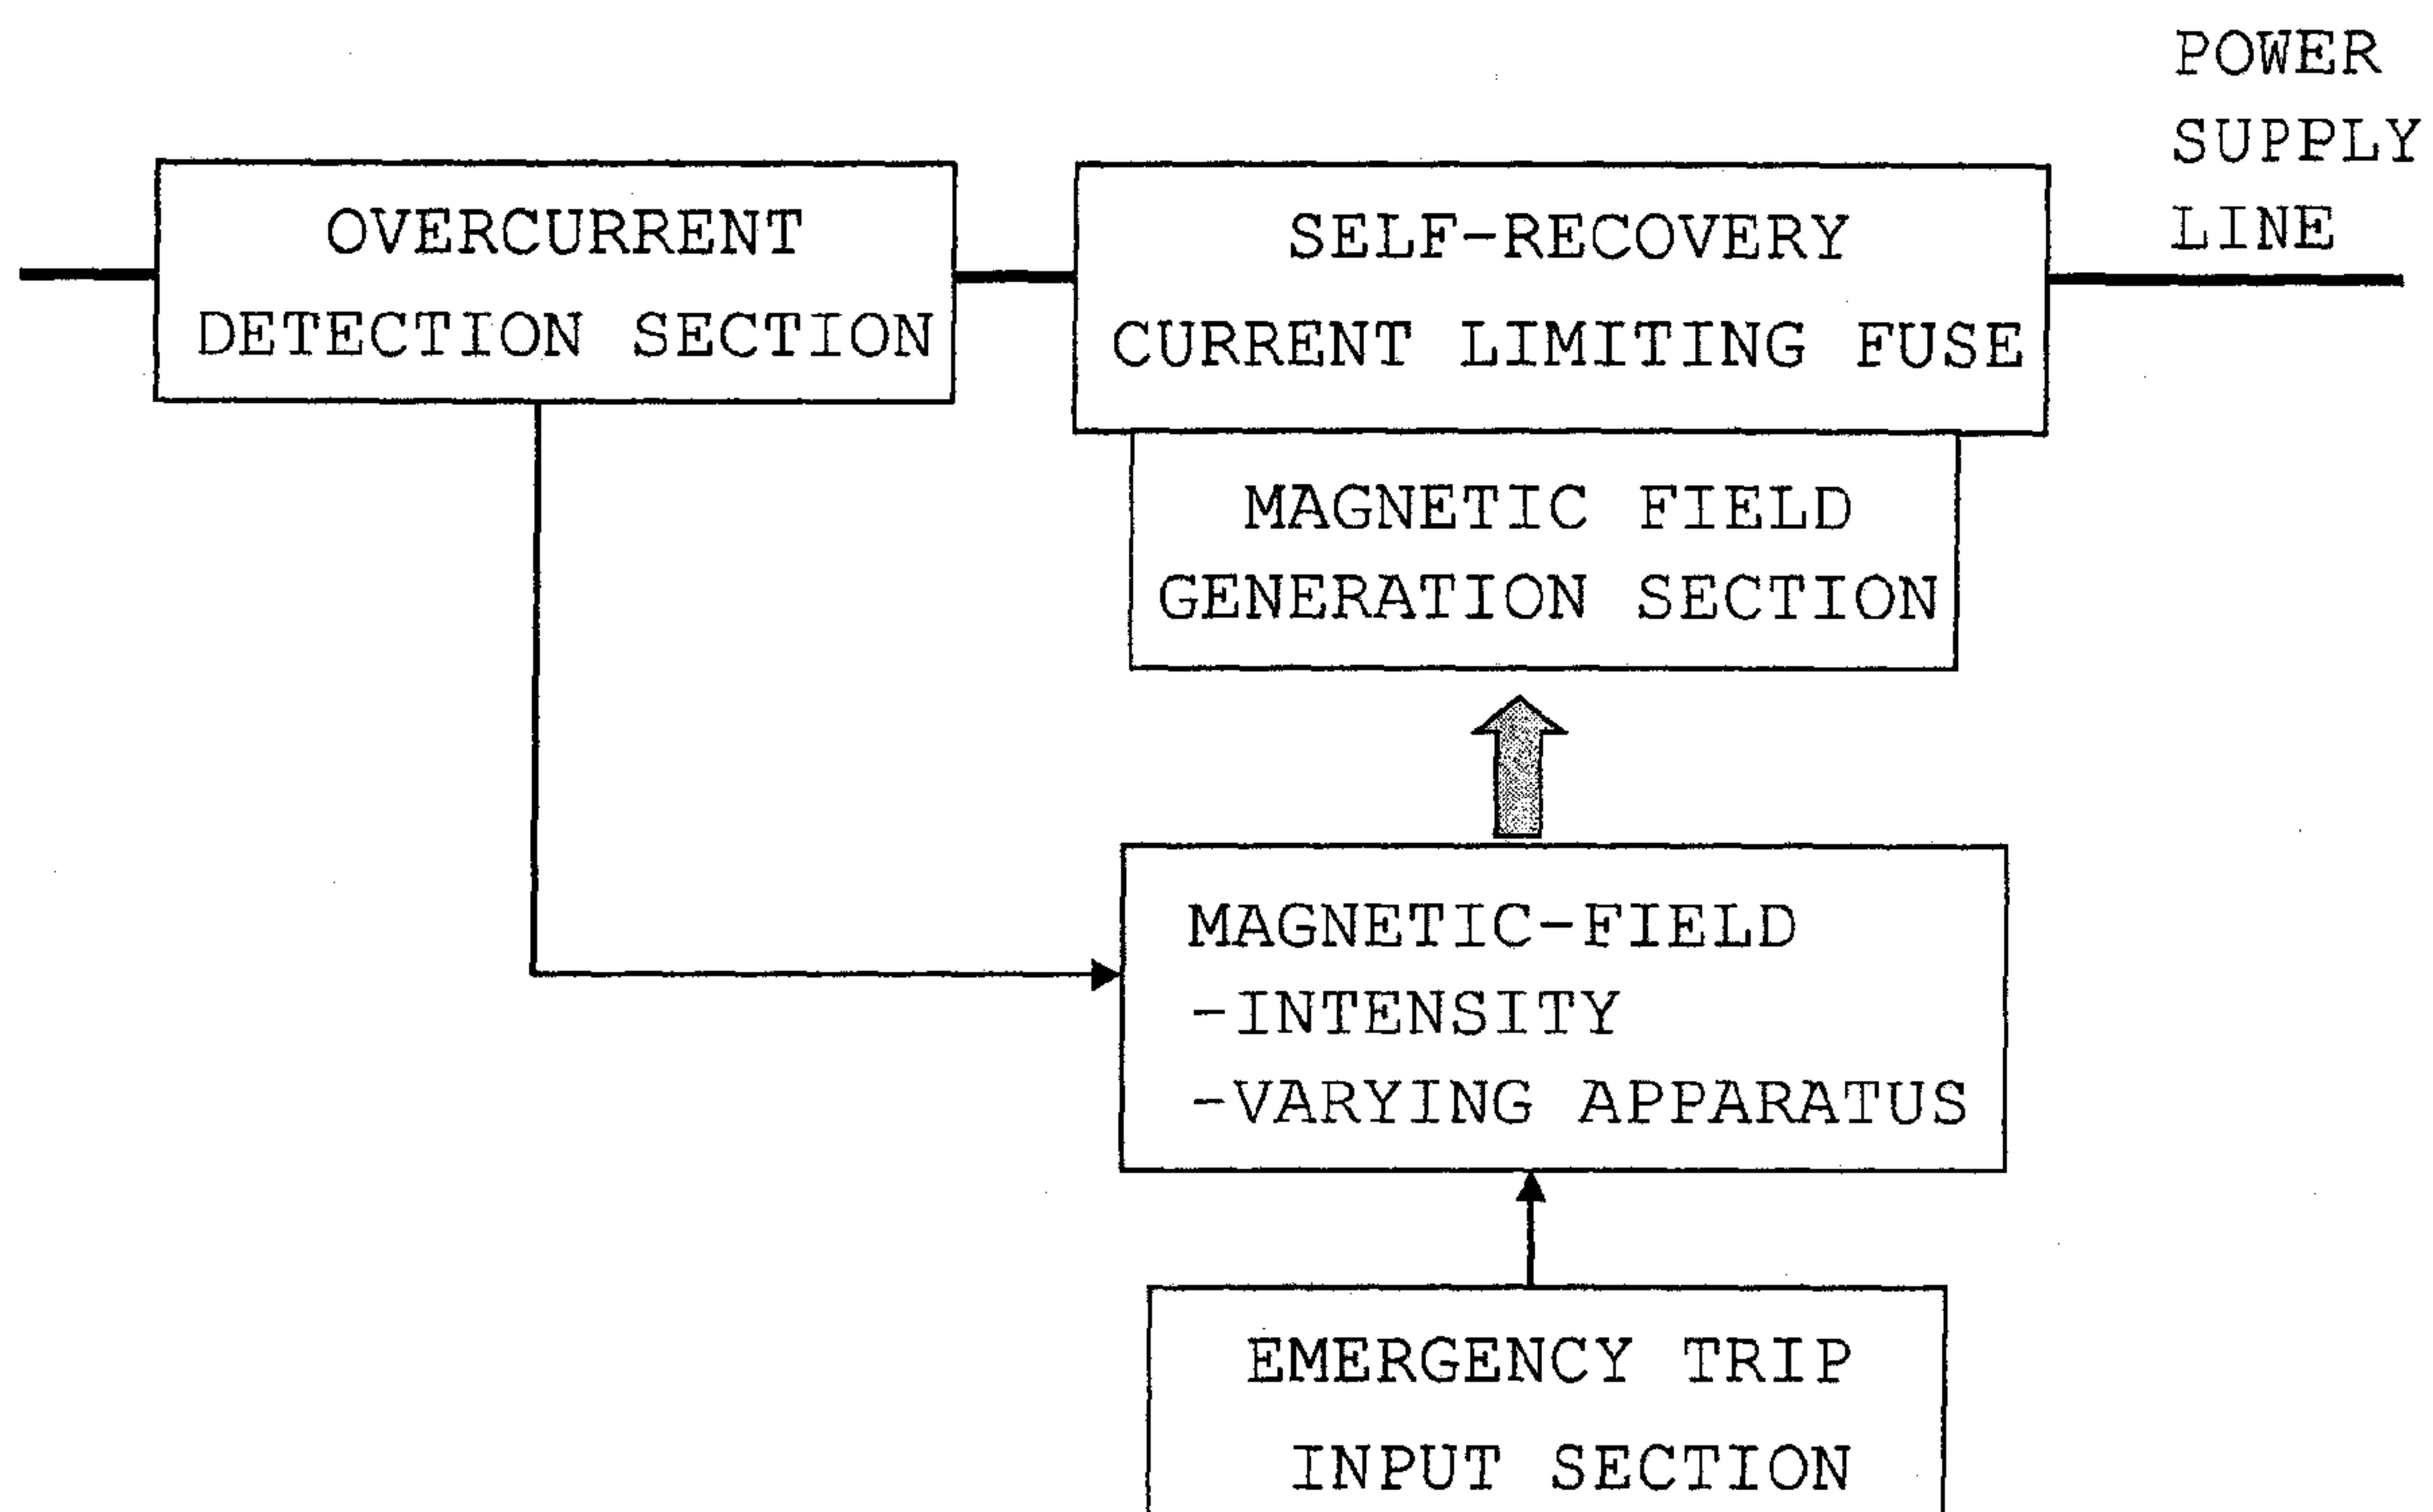 POWER
SUPPLY
LINE
OVERCURRENT
DETECTION SECTION
SELF-RECOVERY
CURRENT LIMITING FUSE
MAGNETIC FIELD
GENERATION SECTION
MAGNETIC-FIELD
-INTENSITY
-VARYING APPARATUS
EMERGENCY TRIP
INPUT SECTION